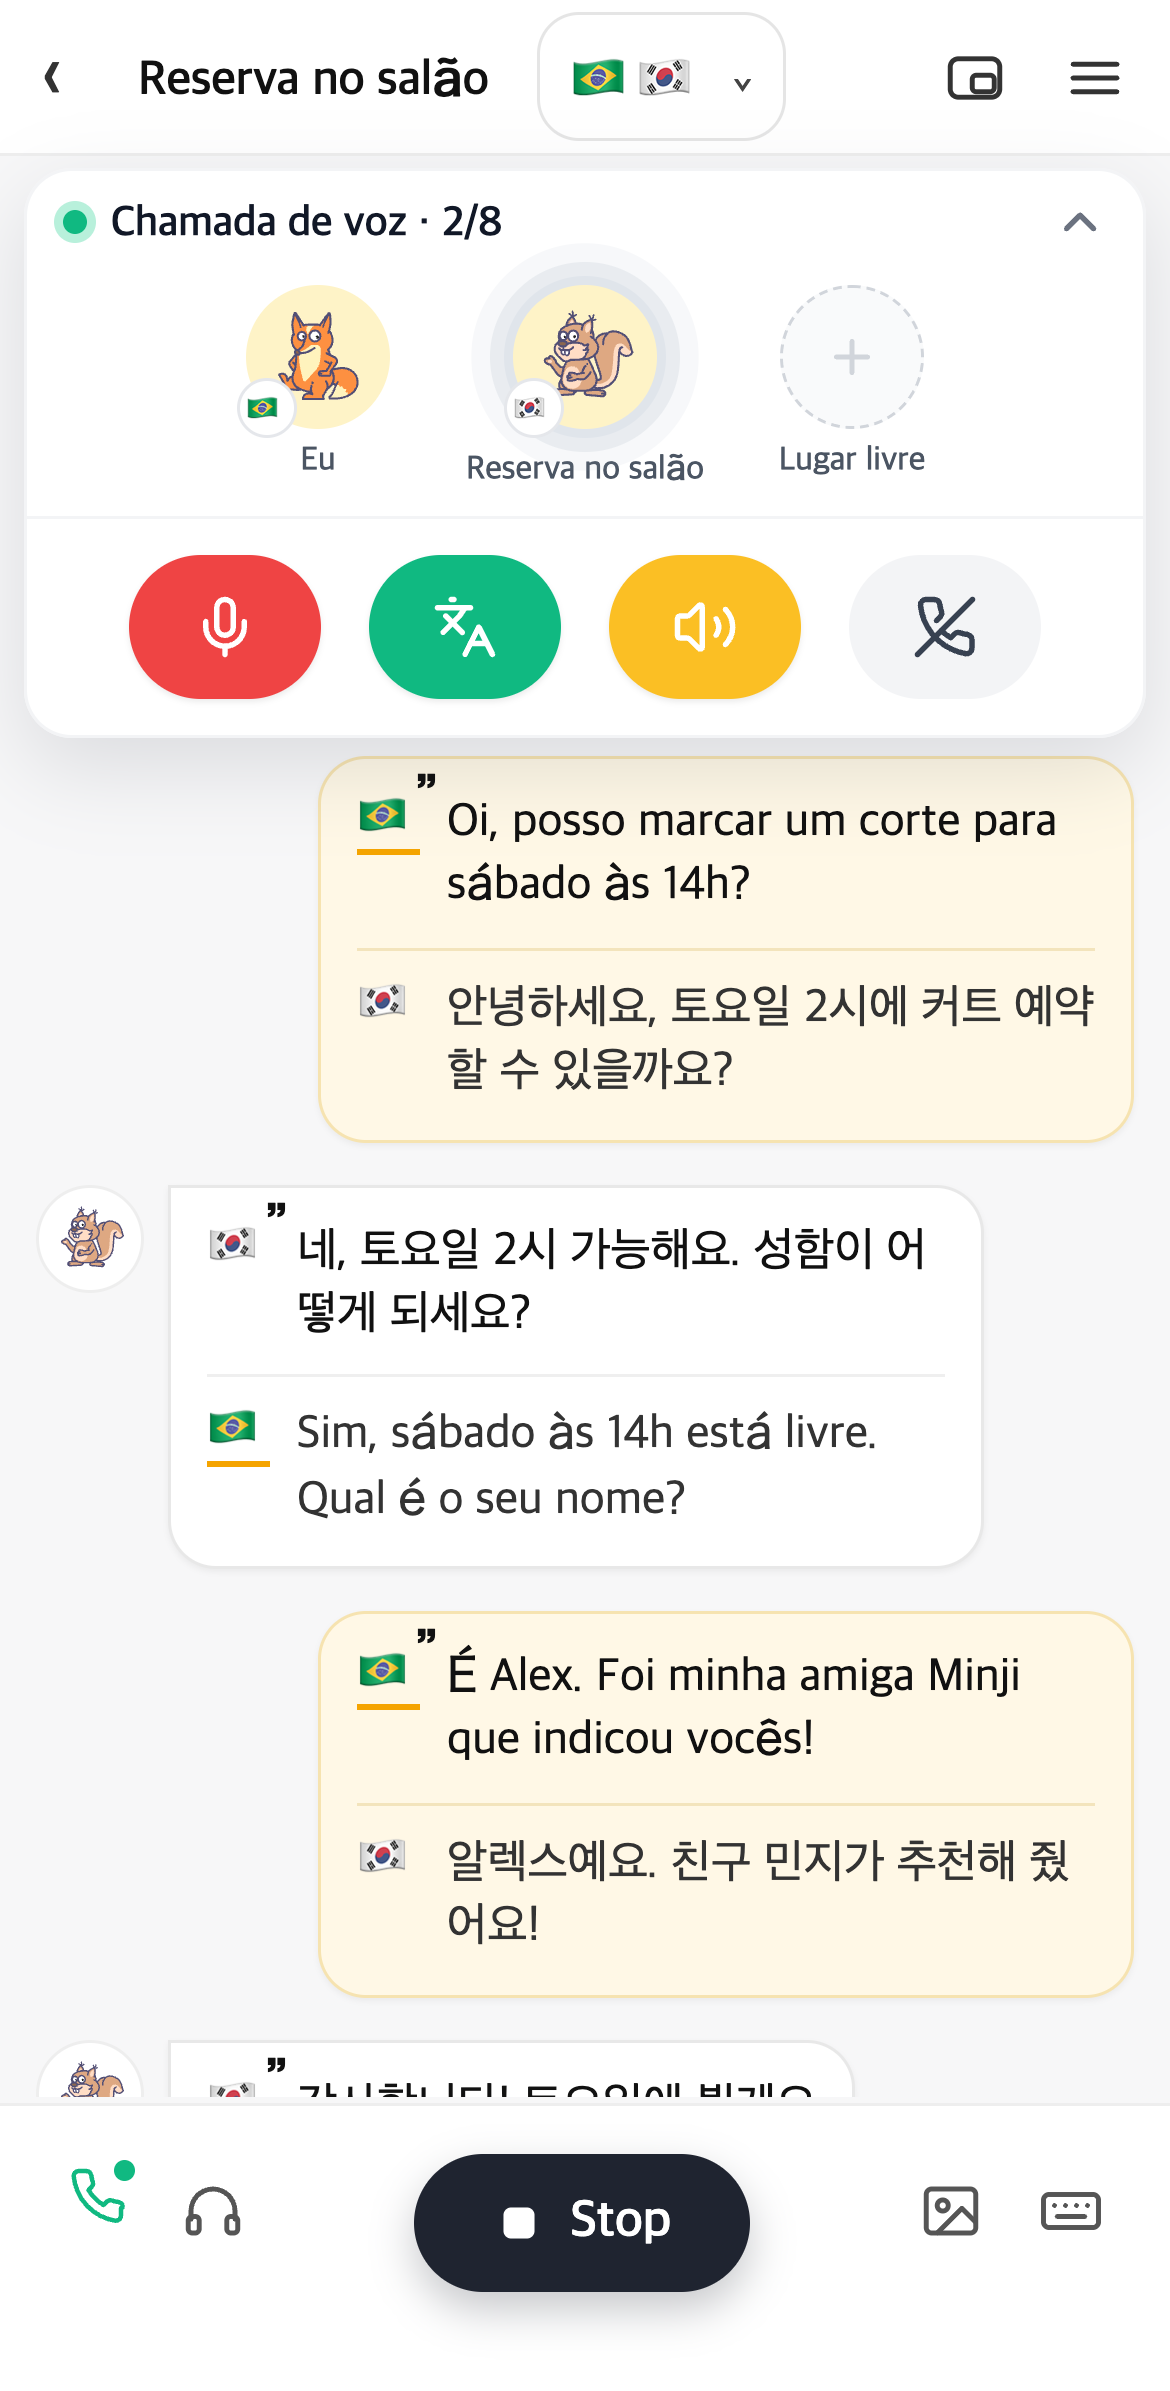 Reserva no salão
Chamada de voz · 2/8
Eu
Reserva no salão
Lugar livre
Oi, posso marcar um corte para
sábado às 14h?
안녕하세요, 토요일 2시에 커트 예약
할 수 있을까요?
네, 토요일 2시 가능해요. 성함이 어
떻게 되세요?
Sim, sábado às 14h está livre.
Qual é o seu nome?
É Alex. Foi minha amiga Minji
que indicou vocês!
알렉스예요. 친구 민지가 추천해 줬
어요!
Stop